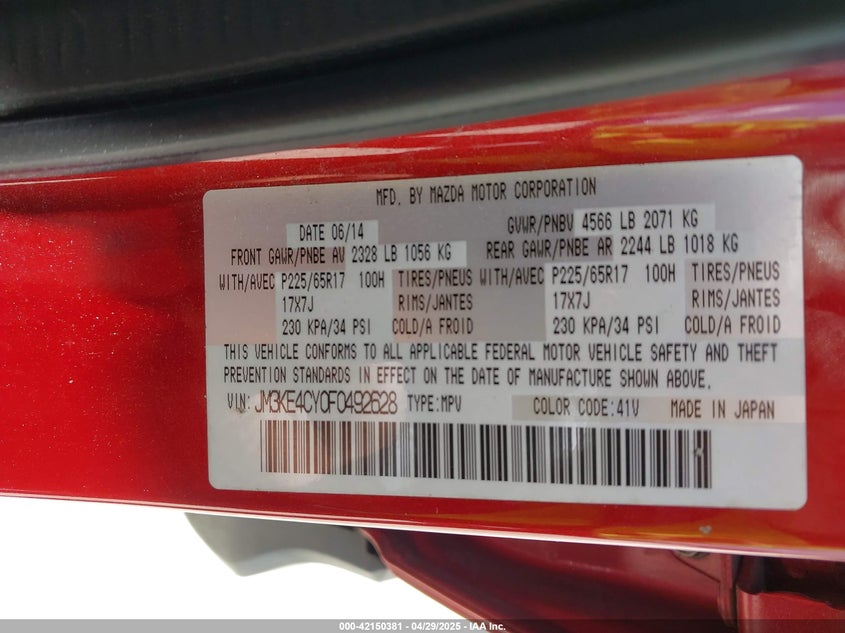 MFD. BY MAZDA MOTOR CORPORATION
DATE 06/14 GVWR/PNBV 4566 LB 2071 KG
FRONT GAWR/PNBE AV 2328 LB 1056 KG REAR GAWR/PNBE AR 2244 LB 1018 KG
WITH/AVEC P225/65R17 100H TIRES/PNEUS WITH/AVEC P225/65R17 100H TIRES/PNEUS
17X7J RIMS/JANTES 17X7J RIMS/JANTES
230 KPA/34 PSI COLD/A FROID 230 KPA/34 PSI COLD/A FROID
THIS VEHICLE CONFORMS TO ALL APPLICABLE FEDERAL MOTOR VEHICLE SAFETY AND THEFT
PREVENTION STANDARDS IN EFFECT ON THE DATE OF MANUFACTURE SHOWN ABOVE.
VIN: JM3KE4CY0F0492628 TYPE:MPV COLOR CODE:41V MADE IN JAPAN
000-42150381 - 04/29/2025 - IAA Inc.